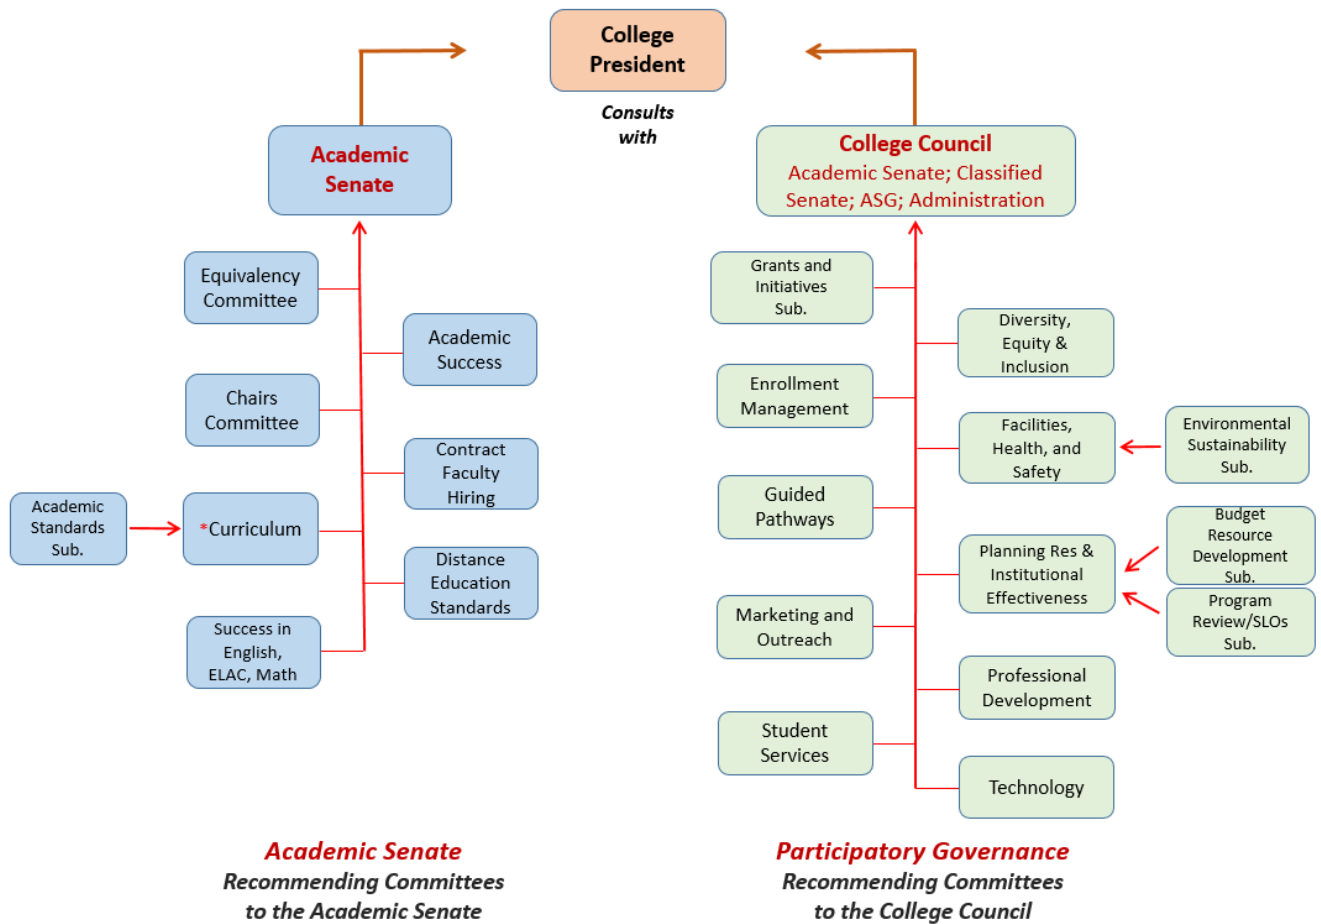 College
President
Consults
with
Academic
Senate
College Council
Academic Senate; Classified
Senate; ASG; Administration
Equivalency
Committee
Academic
Success
Chairs
Committee
Contract
Faculty
Hiring
Academic
Standards
Sub.
*Curriculum
Distance
Education
Standards
Success in
English,
ELAC, Math
Grants and
Initiatives
Sub.
Diversity,
Equity &
Inclusion
Enrollment
Management
Facilities,
Health, and
Safety
Environmental
Sustainability
Sub.
Guided
Pathways
Planning Res &
Institutional
Effectiveness
Budget
Resource
Development
Sub.
Program
Review/SLOs
Sub.
Marketing and
Outreach
Professional
Development
Student
Services
Technology
Academic Senate
Recommending Committees
to the Academic Senate
Participatory Governance
Recommending Committees
to the College Council